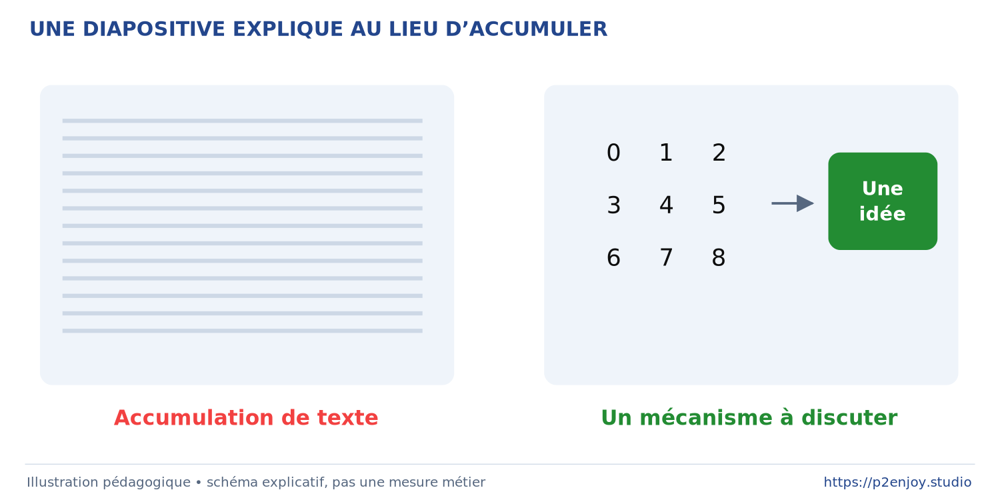 UNE DIAPOSITIVE EXPLIQUE AU LIEU D’ACCUMULER
0 1 2
3 4 5
6 7 8
Une
idée
Accumulation de texte
Un mécanisme à discuter
Illustration pédagogique • schéma explicatif, pas une mesure métier
https://p2enjoy.studio